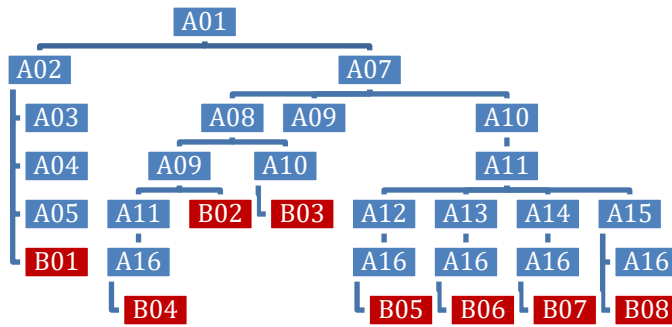 A01
A02 A07
A03 A08 A09 A10
A04 A09 A10 A11
A05 A11 B02 B03 A12 A13 A14 A15
B01 A16 A16 A16 A16 A16
B04 B05 B06 B07 B08